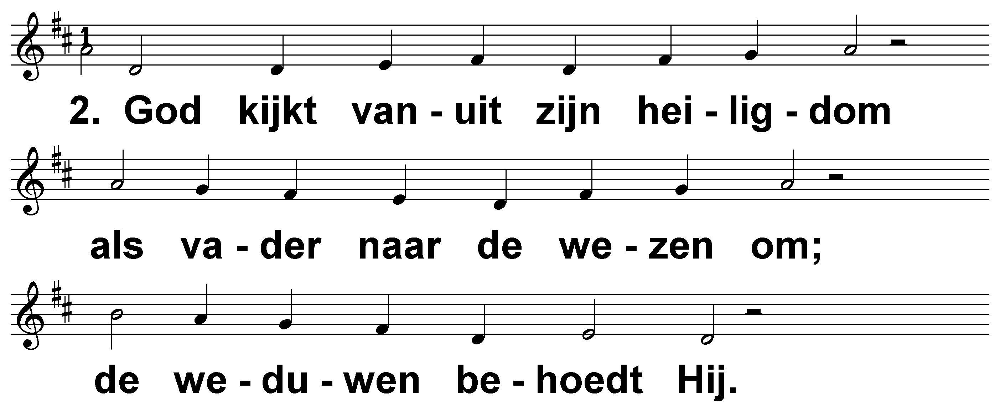 1
2. God kijkt van - uit zijn hei - lig - dom
als va - der naar de we - zen om;
de we - du - wen be - hoedt Hij.